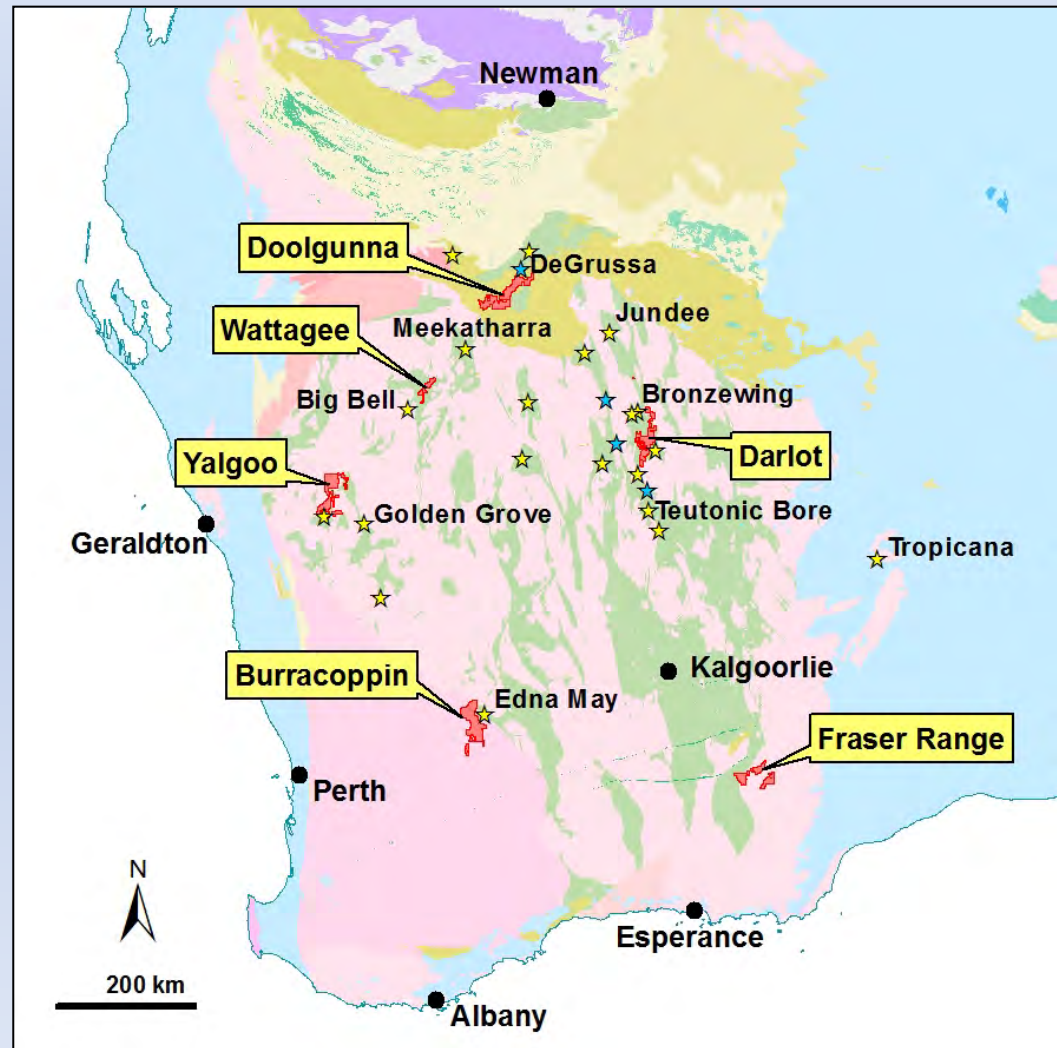 Newman
Doolgunna
DeGrussa
Wattagee
Meekatharra
Jundee
Big Bell
Bronzewing
Yalgoo
Darlot
Golden Grove
Teutonic Bore
Geraldton
Tropicana
Burracoppin
Kalgoorlie
Edna May
Fraser Range
Perth
N
Esperance
200 km
Albany